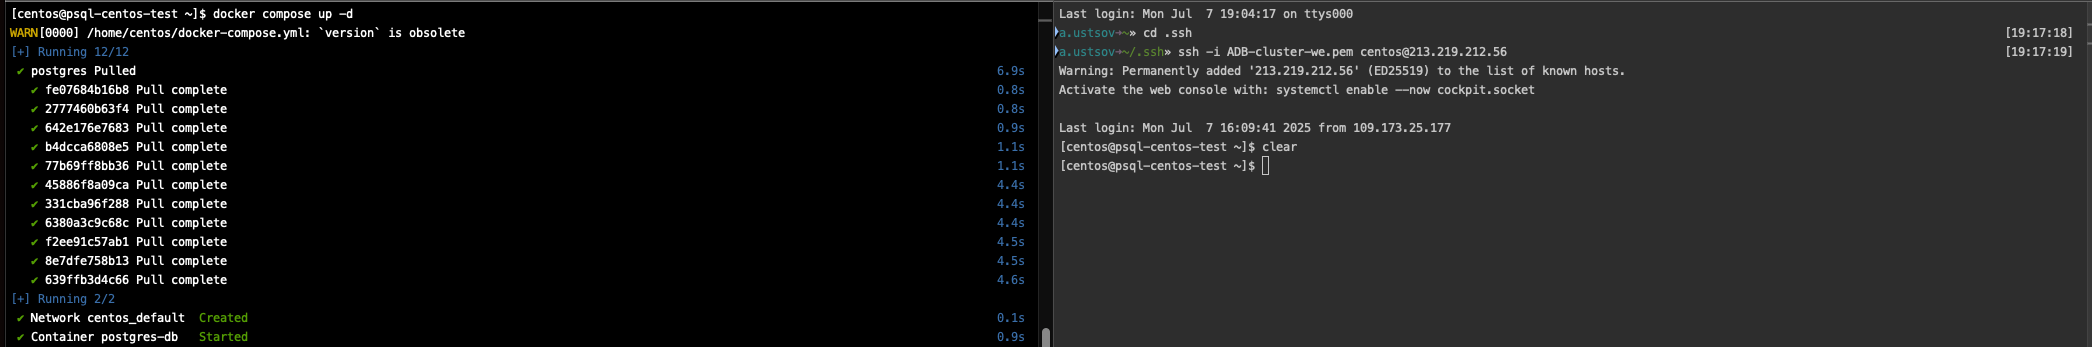 [centos@psql-centos-test ~]$ docker compose up -d
WARN[0000] /home/centos/docker-compose.yml: `version` is obsolete
[+] Running 12/12
✔ postgres Pulled 6.9s
✔ fe07684b16b8 Pull complete 0.8s
✔ 2777460b63f4 Pull complete 0.8s
✔ 642e176e7683 Pull complete 0.9s
✔ b4dcca6808e5 Pull complete 1.1s
✔ 77b69ff8bb36 Pull complete 1.1s
✔ 45886f8a09ca Pull complete 4.4s
✔ 331cba96f288 Pull complete 4.4s
✔ 6380a3c9c68c Pull complete 4.4s
✔ f2ee91c57ab1 Pull complete 4.5s
✔ 8e7dfe758b13 Pull complete 4.5s
✔ 639ffb3d4c66 Pull complete 4.6s
[+] Running 2/2
✔ Network centos_default Created 0.1s
✔ Container postgres-db Started 0.9s
Last login: Mon Jul  7 19:04:17 on ttys000
a.ustsov→~» cd .ssh [19:17:18]
a.ustsov→~/.ssh» ssh -i ADB-cluster-we.pem centos@213.219.212.56 [19:17:19]
Warning: Permanently added '213.219.212.56' (ED25519) to the list of known hosts.
Activate the web console with: systemctl enable --now cockpit.socket
Last login: Mon Jul  7 16:09:41 2025 from 109.173.25.177
[centos@psql-centos-test ~]$ clear
[centos@psql-centos-test ~]$